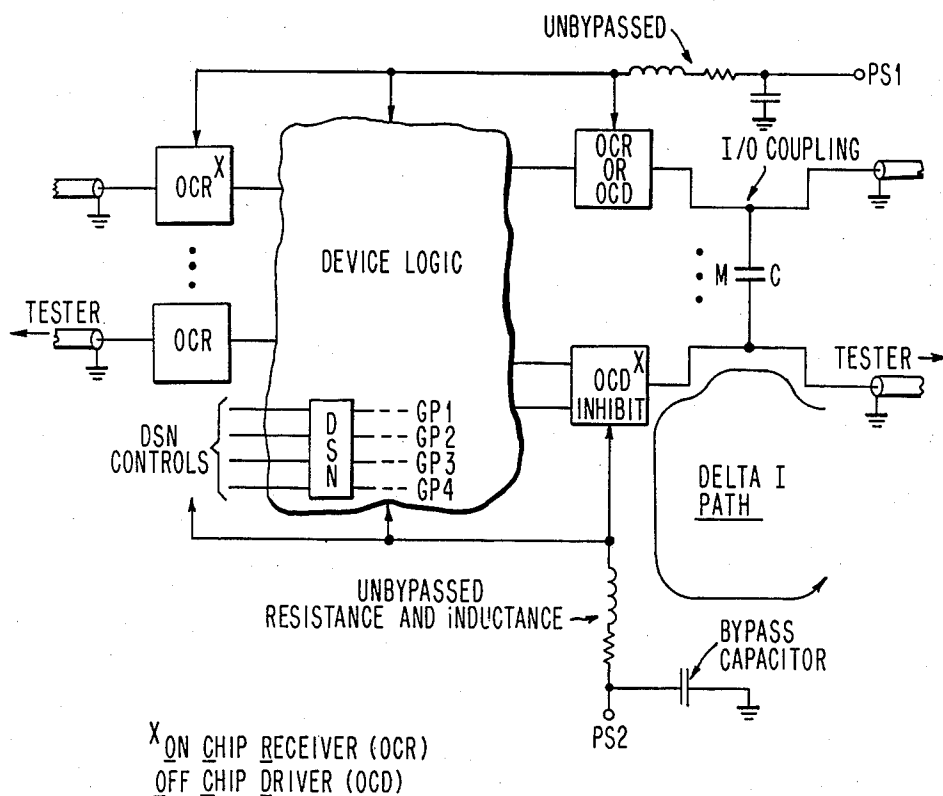 UNBYPASSED
PS1
OCR X
OCR
OR
OCD
I/O COUPLING
DEVICE LOGIC
M C
TESTER
OCR
TESTER
X
OCD
INHIBIT
DSN
CONTROLS
D
S
N
GP1
GP2
GP3
GP4
DELTA I
PATH
UNBYPASSED
RESISTANCE AND iNDUCTANCE
BYPASS
CAPACITOR
PS2
X ON CHIP RECEIVER (OCR)
OFF CHIP DRIVER (OCD)